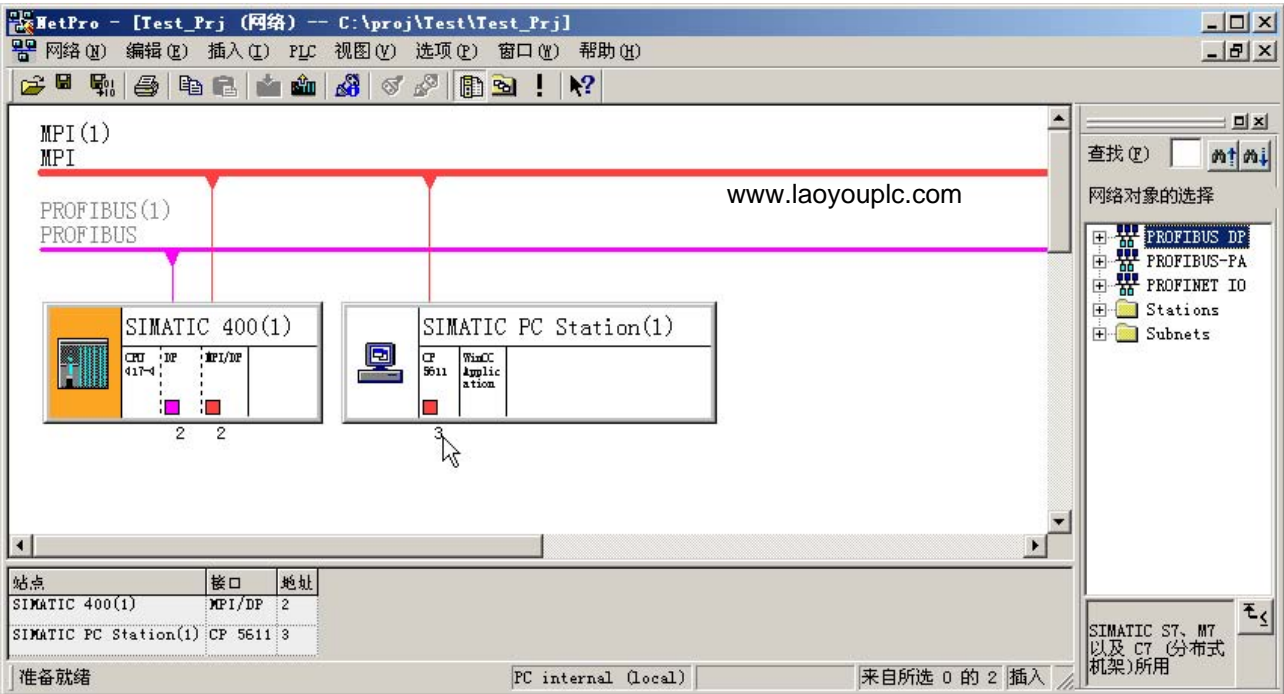 NetPro - [Test_Prj (网络) -- C:\proj\Test\Test_Prj]
网络(N) 编辑(E) 插入(I) PLC 视图(V) 选项(P) 窗口(W) 帮助(H)
MPI(1)
MPI
www.laoyouplc.com
PROFIBUS(1)
PROFIBUS
SIMATIC 400(1)
CPU
417-4
DP
MPI/DP
2
2
SIMATIC PC Station(1)
CP
5611
WinCC
Applic
ation
3
查找(F)
网络对象的选择
PROFIBUS DP
PROFIBUS-PA
PROFINET IO
Stations
Subnets
站点 接口 地址
SIMATIC 400(1) MPI/DP 2
SIMATIC PC Station(1) CP 5611 3
SIMATIC S7、M7
以及 C7 (分布式
机架)所用
准备就绪 PC internal (local) 来自所选 0 的 2 插入